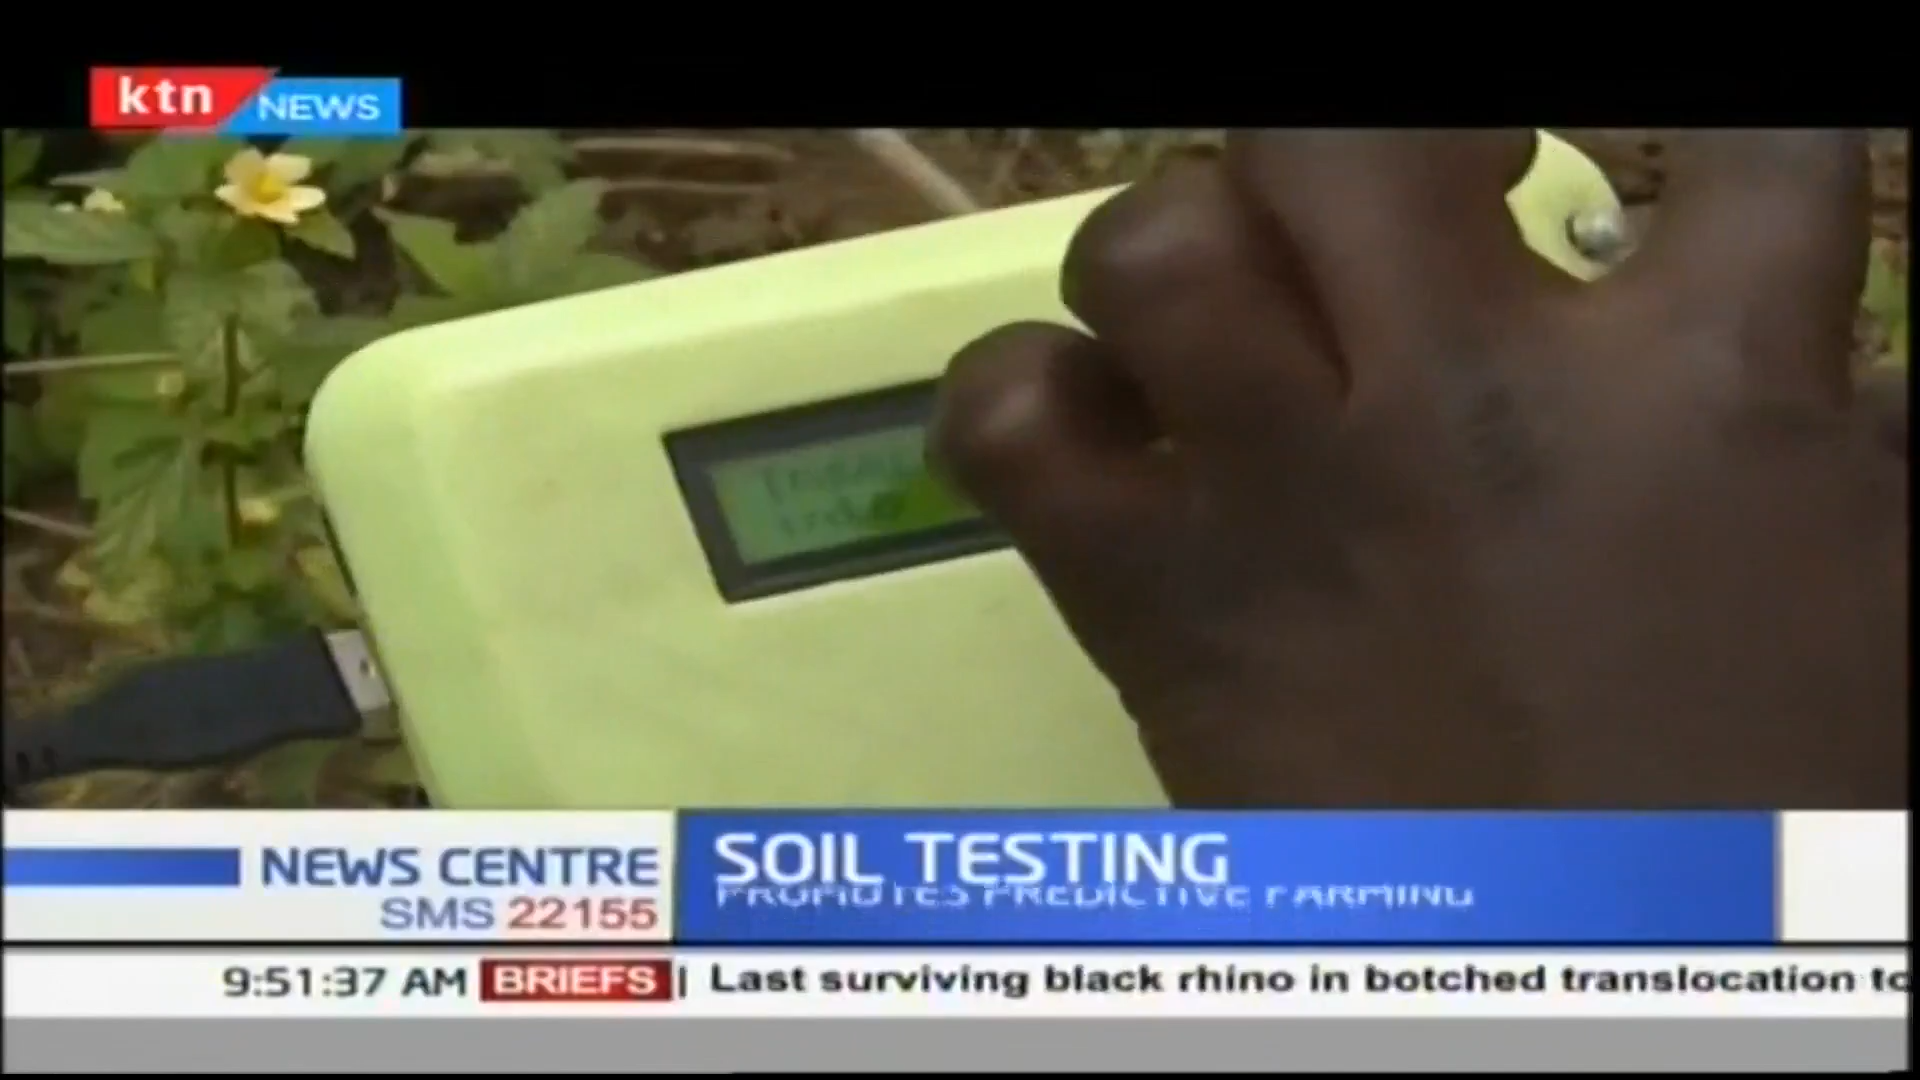 ktn NEWS
NEWS CENTRE
SMS 22155
SOIL TESTING
PROMOTES PREDICTIVE FARMING
9:51:37 AM BRIEFS Last surviving black rhino in botched translocation to